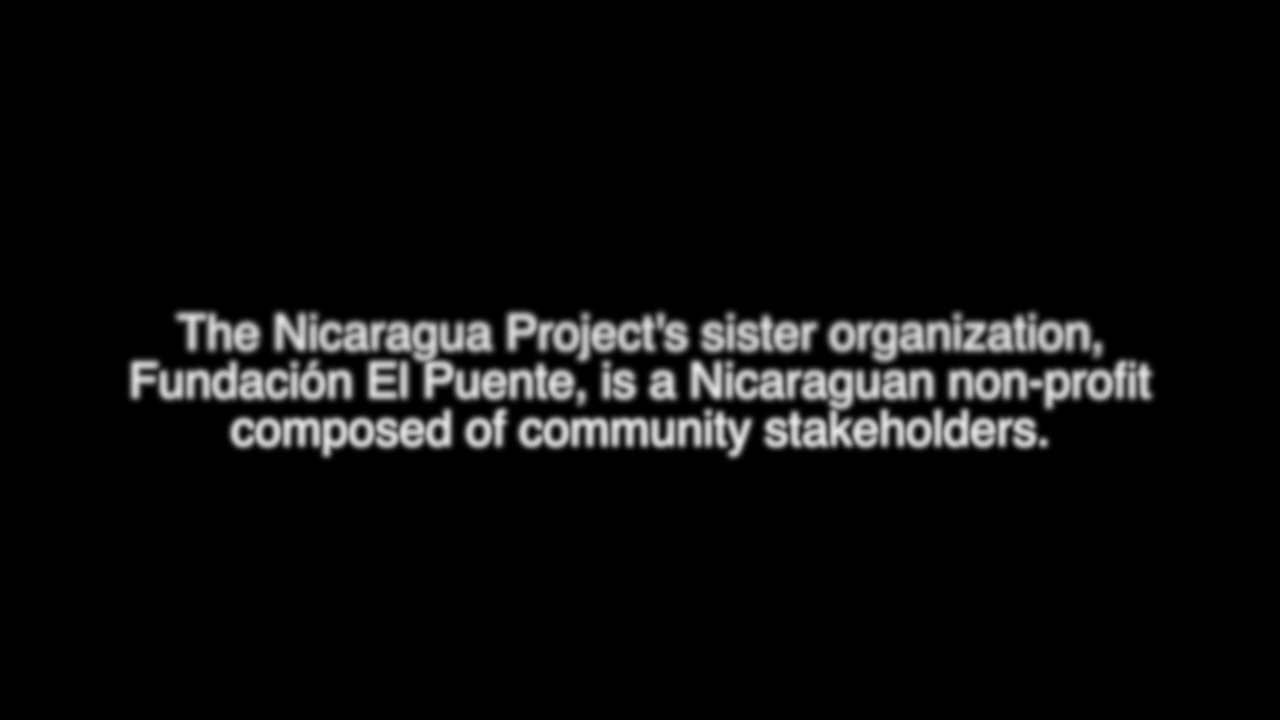 The Nicaragua Project's sister organization,
Fundación El Puente, is a Nicaraguan non-profit
composed of community stakeholders.